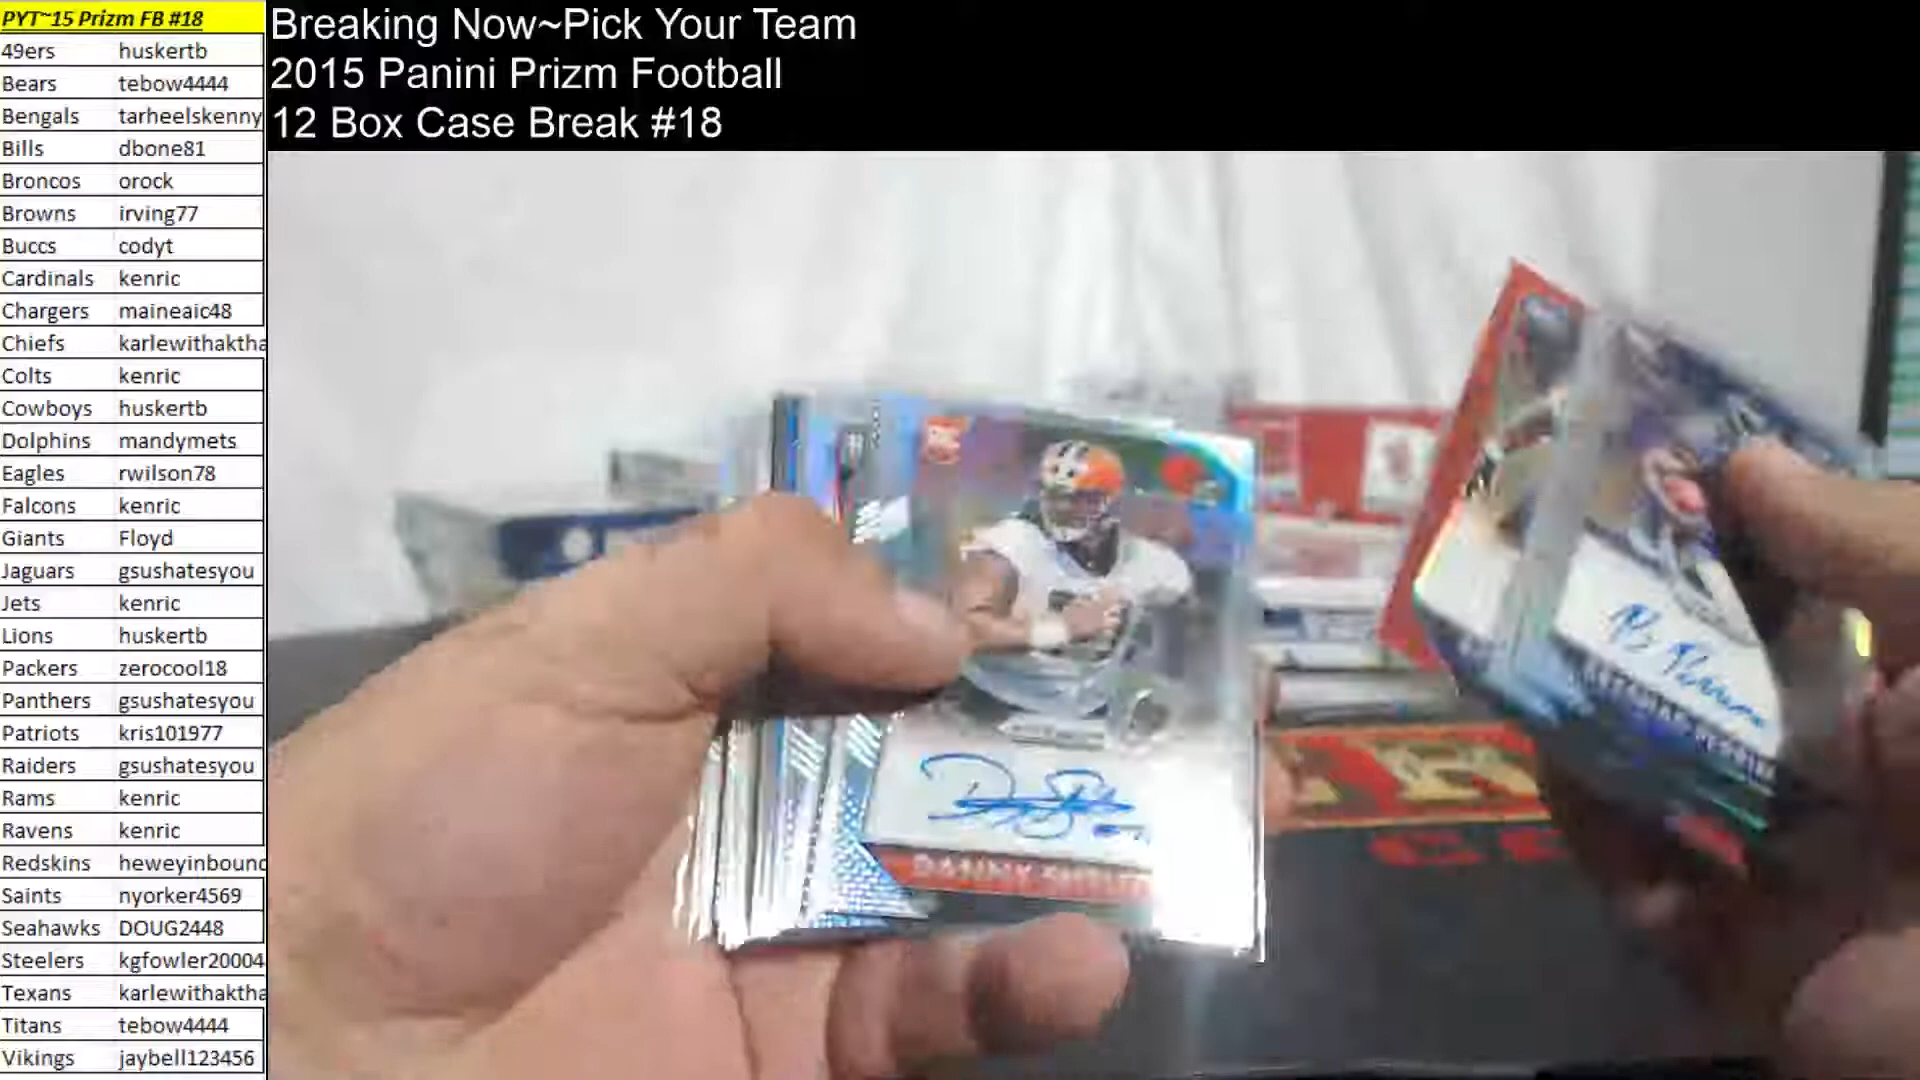 PYT~15 Prizm FB #18
49ers huskertb
Bears tebow4444
Bengals tarheelskenny
Bills dbone81
Broncos orock
Browns irving77
Buccs codyt
Cardinals kenric
Chargers maineaic48
Chiefs karlewithaktha
Colts kenric
Cowboys huskertb
Dolphins mandymets
Eagles rwilson78
Falcons kenric
Giants Floyd
Jaguars gsushatesyou
Jets kenric
Lions huskertb
Packers zerocool18
Panthers gsushatesyou
Patriots kris101977
Raiders gsushatesyou
Rams kenric
Ravens kenric
Redskins heweyinbound
Saints nyorker4569
Seahawks DOUG2448
Steelers kgfowler20004
Texans karlewithaktha
Titans tebow4444
Vikings jaybell123456
Breaking Now~Pick Your Team
2015 Panini Prizm Football
12 Box Case Break #18
RC
DANNY